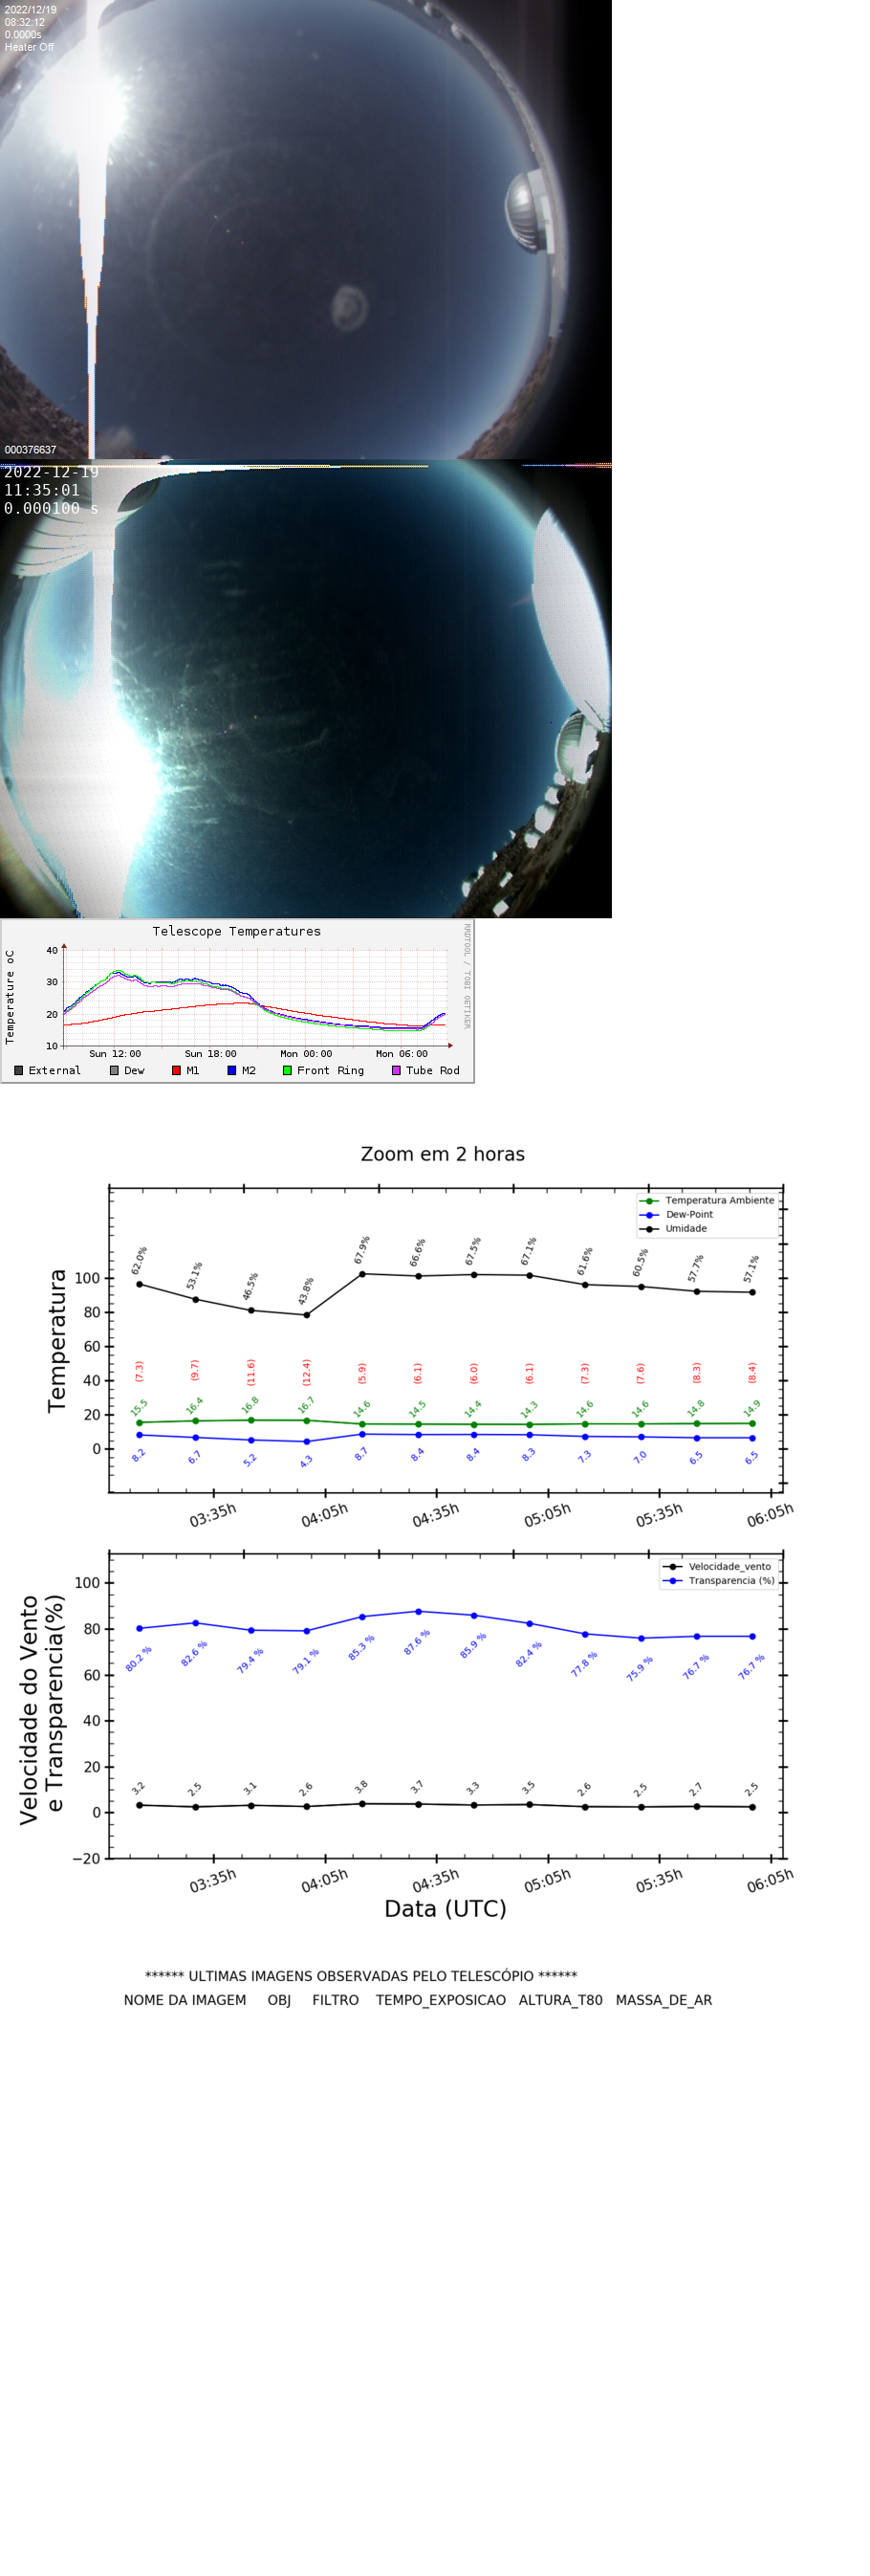 2022/12/19
08:32:12
0.0000s
Heater Off
000376637
2022-12-19
11:35:01
0.000100 s
Telescope Temperatures
RRDTOOL / TOBI OETIKER
Temperature oC
40
30
20
10
Sun 12:00 Sun 18:00 Mon 00:00 Mon 06:00
External Dew M1 M2 Front Ring Tube Rod
Zoom em 2 horas
Temperatura
Temperatura Ambiente
Dew-Point
Umidade
100
80
60
40
20
0
62.0% 53.1% 46.5% 43.8% 67.9% 66.6% 67.5% 67.1% 61.6% 60.5% 57.7% 57.1%
(7.3) (9.7) (11.6) (12.4) (5.9) (6.1) (6.0) (6.1) (7.3) (7.6) (8.3) (8.4)
15.5 16.4 16.8 16.7 14.6 14.5 14.4 14.3 14.6 14.6 14.8 14.9
8.2 6.7 5.2 4.3 8.7 8.4 8.4 8.3 7.3 7.0 6.5 6.5
03:35h 04:05h 04:35h 05:05h 05:35h 06:05h
Velocidade do Vento
e Transparencia(%)
Velocidade_vento
Transparencia (%)
100
80
60
40
20
0
−20
80.2 % 82.6 % 79.4 % 79.1 % 85.3 % 87.6 % 85.9 % 82.4 % 77.8 % 75.9 % 76.7 % 76.7 %
3.2 2.5 3.1 2.6 3.8 3.7 3.3 3.5 2.6 2.5 2.7 2.5
03:35h 04:05h 04:35h 05:05h 05:35h 06:05h
Data (UTC)
****** ULTIMAS IMAGENS OBSERVADAS PELO TELESCÓPIO ******
NOME DA IMAGEM OBJ FILTRO TEMPO_EXPOSICAO ALTURA_T80 MASSA_DE_AR